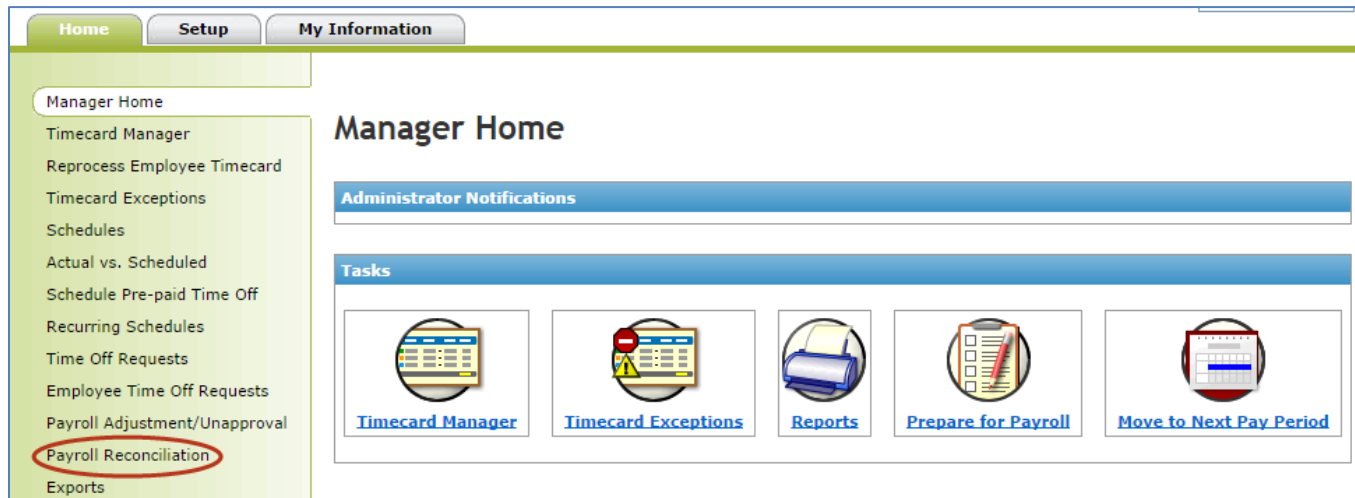 Home
Setup
My Information
Manager Home
Timecard Manager
Reprocess Employee Timecard
Timecard Exceptions
Schedules
Actual vs. Scheduled
Schedule Pre-paid Time Off
Recurring Schedules
Time Off Requests
Employee Time Off Requests
Payroll Adjustment/Unapproval
Payroll Reconciliation
Exports
Manager Home
Administrator Notifications
Tasks
Timecard Manager
Timecard Exceptions
Reports
Prepare for Payroll
Move to Next Pay Period